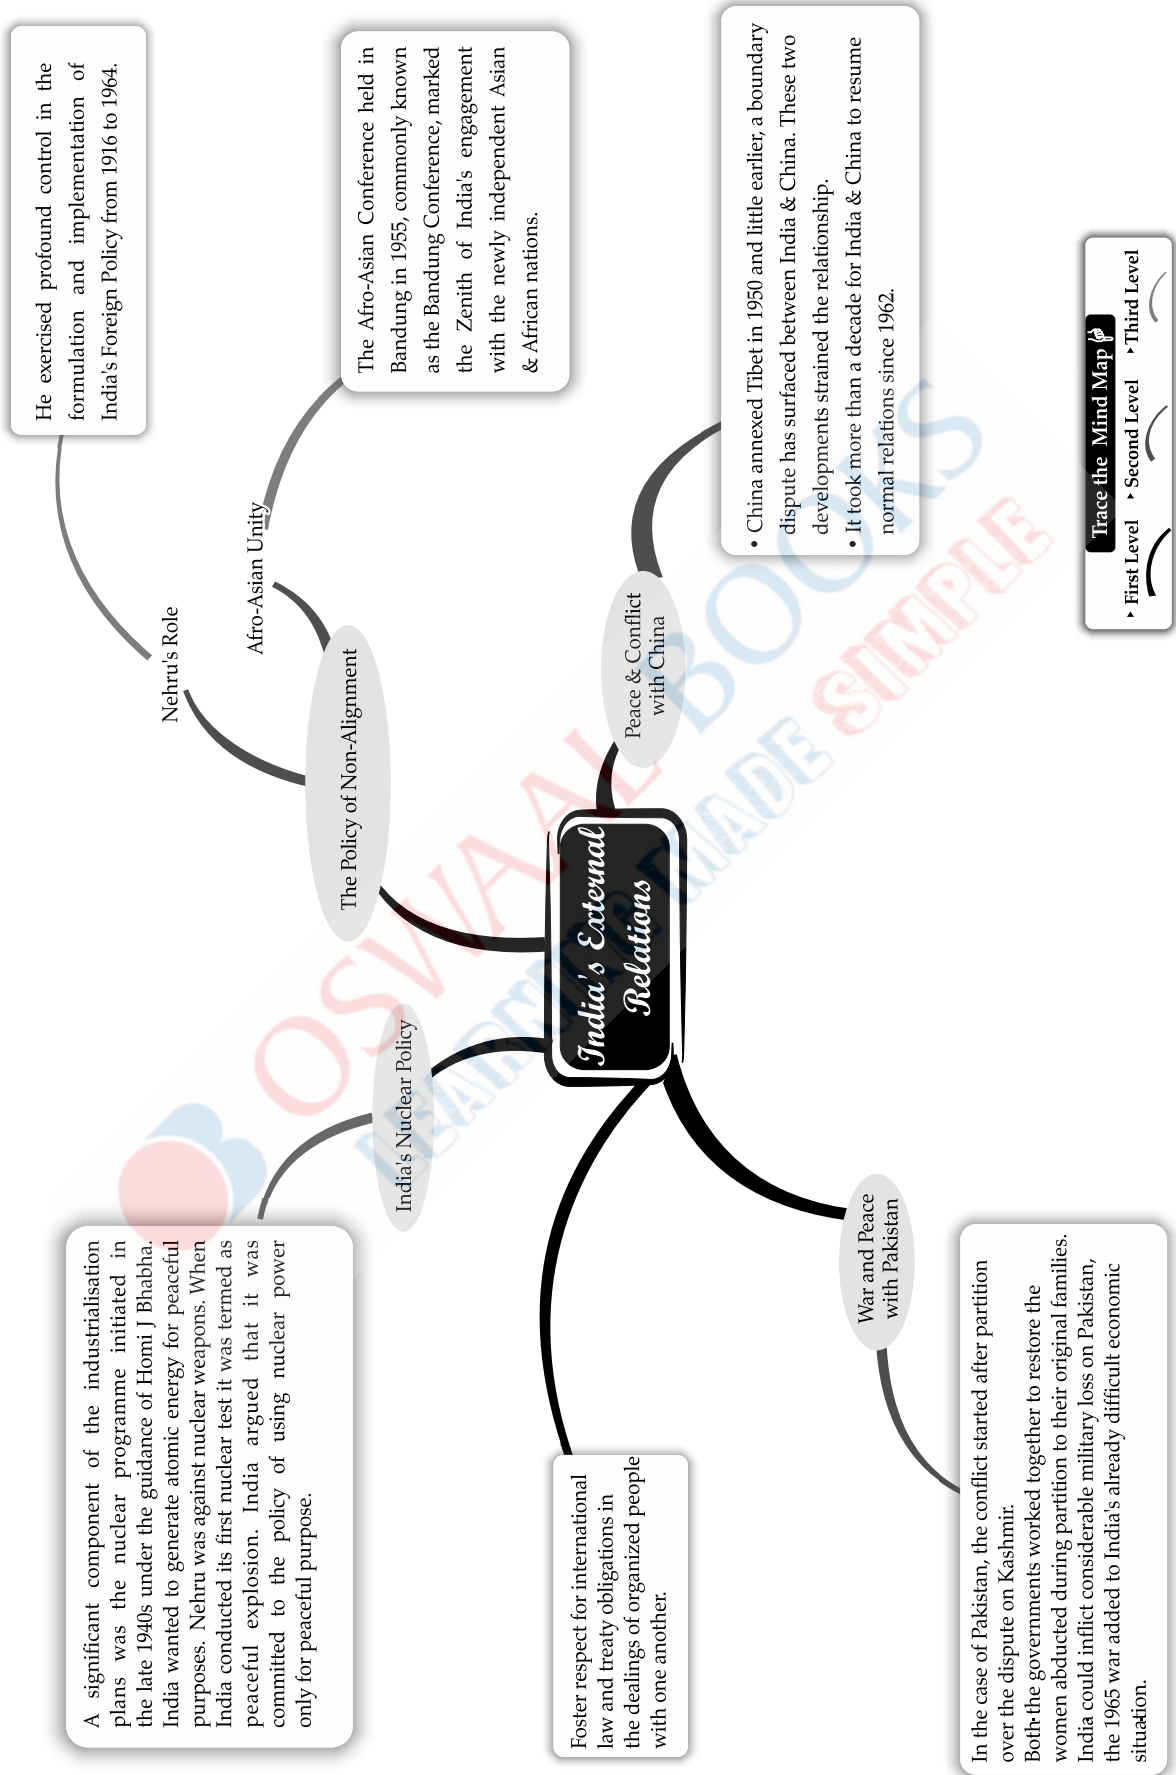 A significant component of the industrialisation
plans was the nuclear programme initiated in
the late 1940s under the guidance of Homi J Bhabha.
India wanted to generate atomic energy for peaceful
purposes. Nehru was against nuclear weapons. When
India conducted its first nuclear test it was termed as
peaceful explosion. India argued that it was
committed to the policy of using nuclear power
only for peaceful purpose.
India's Nuclear Policy
He exercised profound control in the
formulation and implementation of
India's Foreign Policy from 1916 to 1964.
Nehru's Role
Afro-Asian Unity
The Afro-Asian Conference held in
Bandung in 1955, commonly known
as the Bandung Conference, marked
the Zenith of India's engagement
with the newly independent Asian
& African nations.
The Policy of Non-Alignment
India's External
Relations
Foster respect for international
law and treaty obligations in
the dealings of organized people
with one another.
Peace & Conflict
with China
• China annexed Tibet in 1950 and little earlier, a boundary
dispute has surfaced between India & China. These two
developments strained the relationship.
• It took more than a decade for India & China to resume
normal relations since 1962.
War and Peace
with Pakistan
In the case of Pakistan, the conflict started after partition
over the dispute on Kashmir.
Both the governments worked together to restore the
women abducted during partition to their original families.
India could inflict considerable military loss on Pakistan,
the 1965 war added to India's already difficult economic
situation.
Trace the Mind Map
▸ First Level ▸ Second Level ▸ Third Level
OSWAAL BOOKS
LEARNING MADE SIMPLE